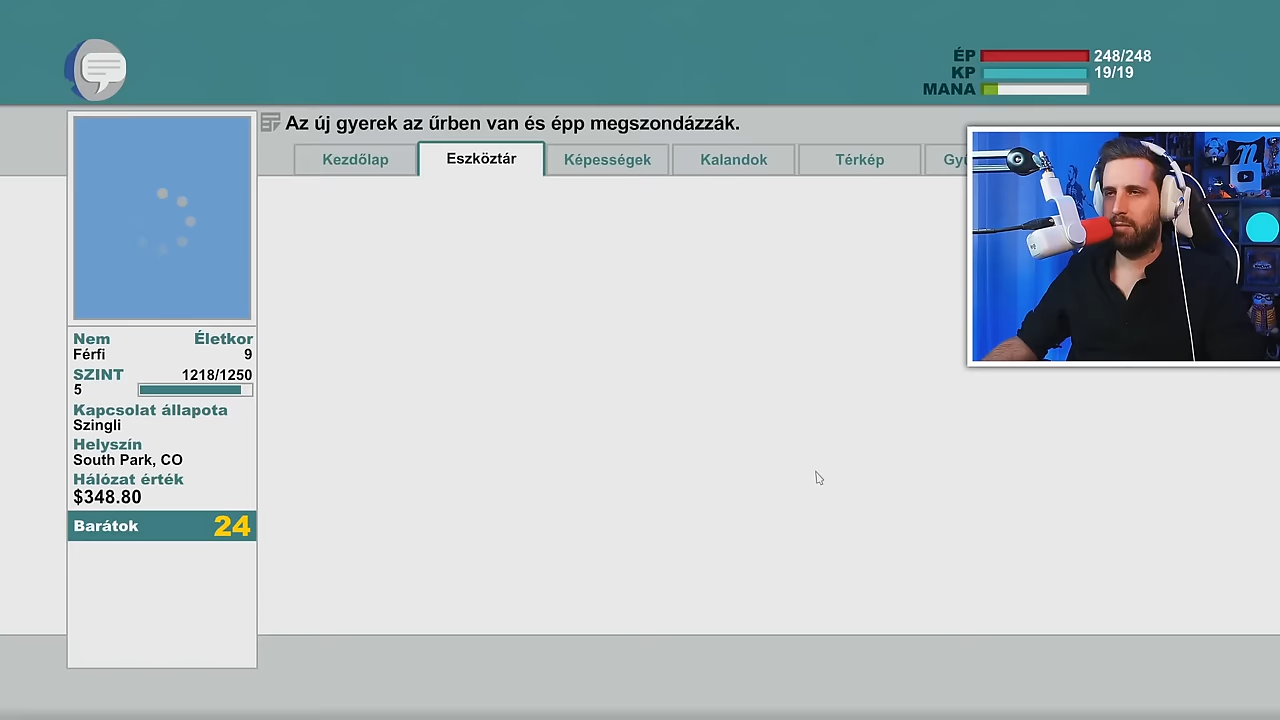 ÉP 248/248
KP 19/19
MANA
Az új gyerek az űrben van és épp megszondázzák.
Kezdőlap Eszköztár Képességek Kalandok Térkép
Nem Életkor
Férfi 9
SZINT 1218/1250
5
Kapcsolat állapota
Szingli
Helyszín
South Park, CO
Hálózat érték
$348.80
Barátok 24